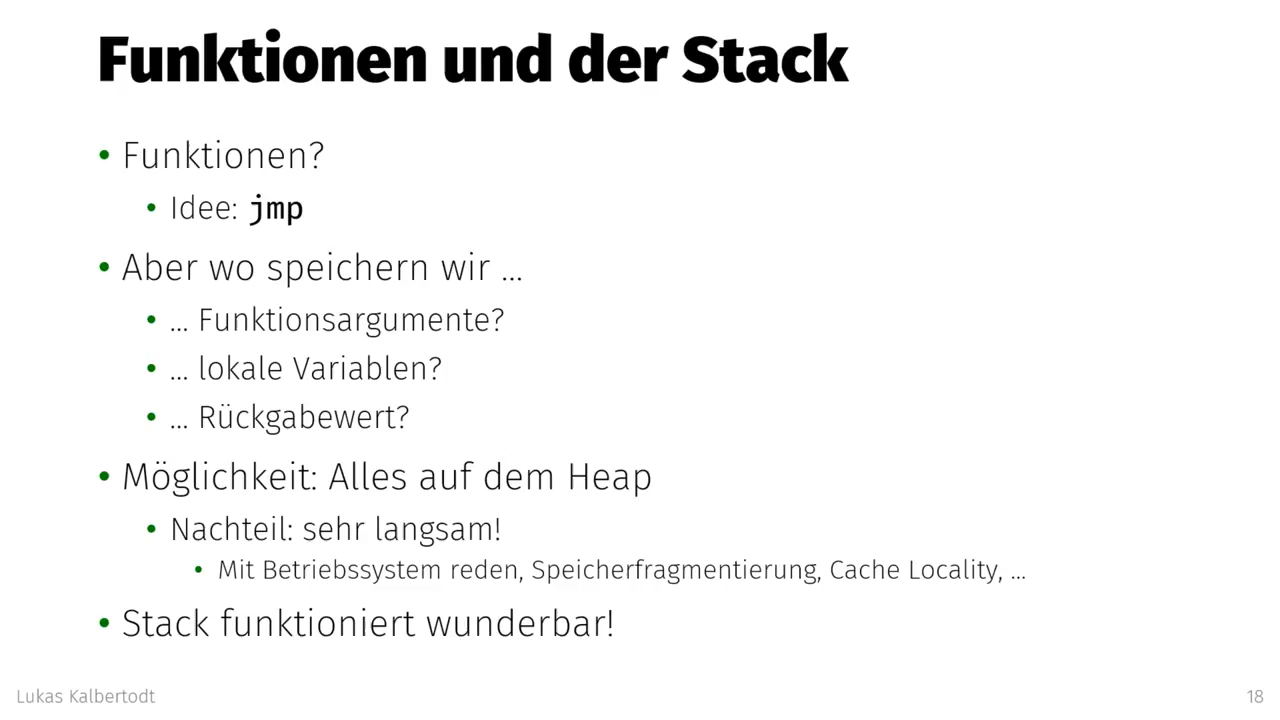 Funktionen und der Stack
• Funktionen?
• Idee: jmp
• Aber wo speichern wir ...
• ... Funktionsargumente?
• ... lokale Variablen?
• ... Rückgabewert?
• Möglichkeit: Alles auf dem Heap
• Nachteil: sehr langsam!
• Mit Betriebssystem reden, Speicherfragmentierung, Cache Locality, ...
• Stack funktioniert wunderbar!
Lukas Kalbertodt
18